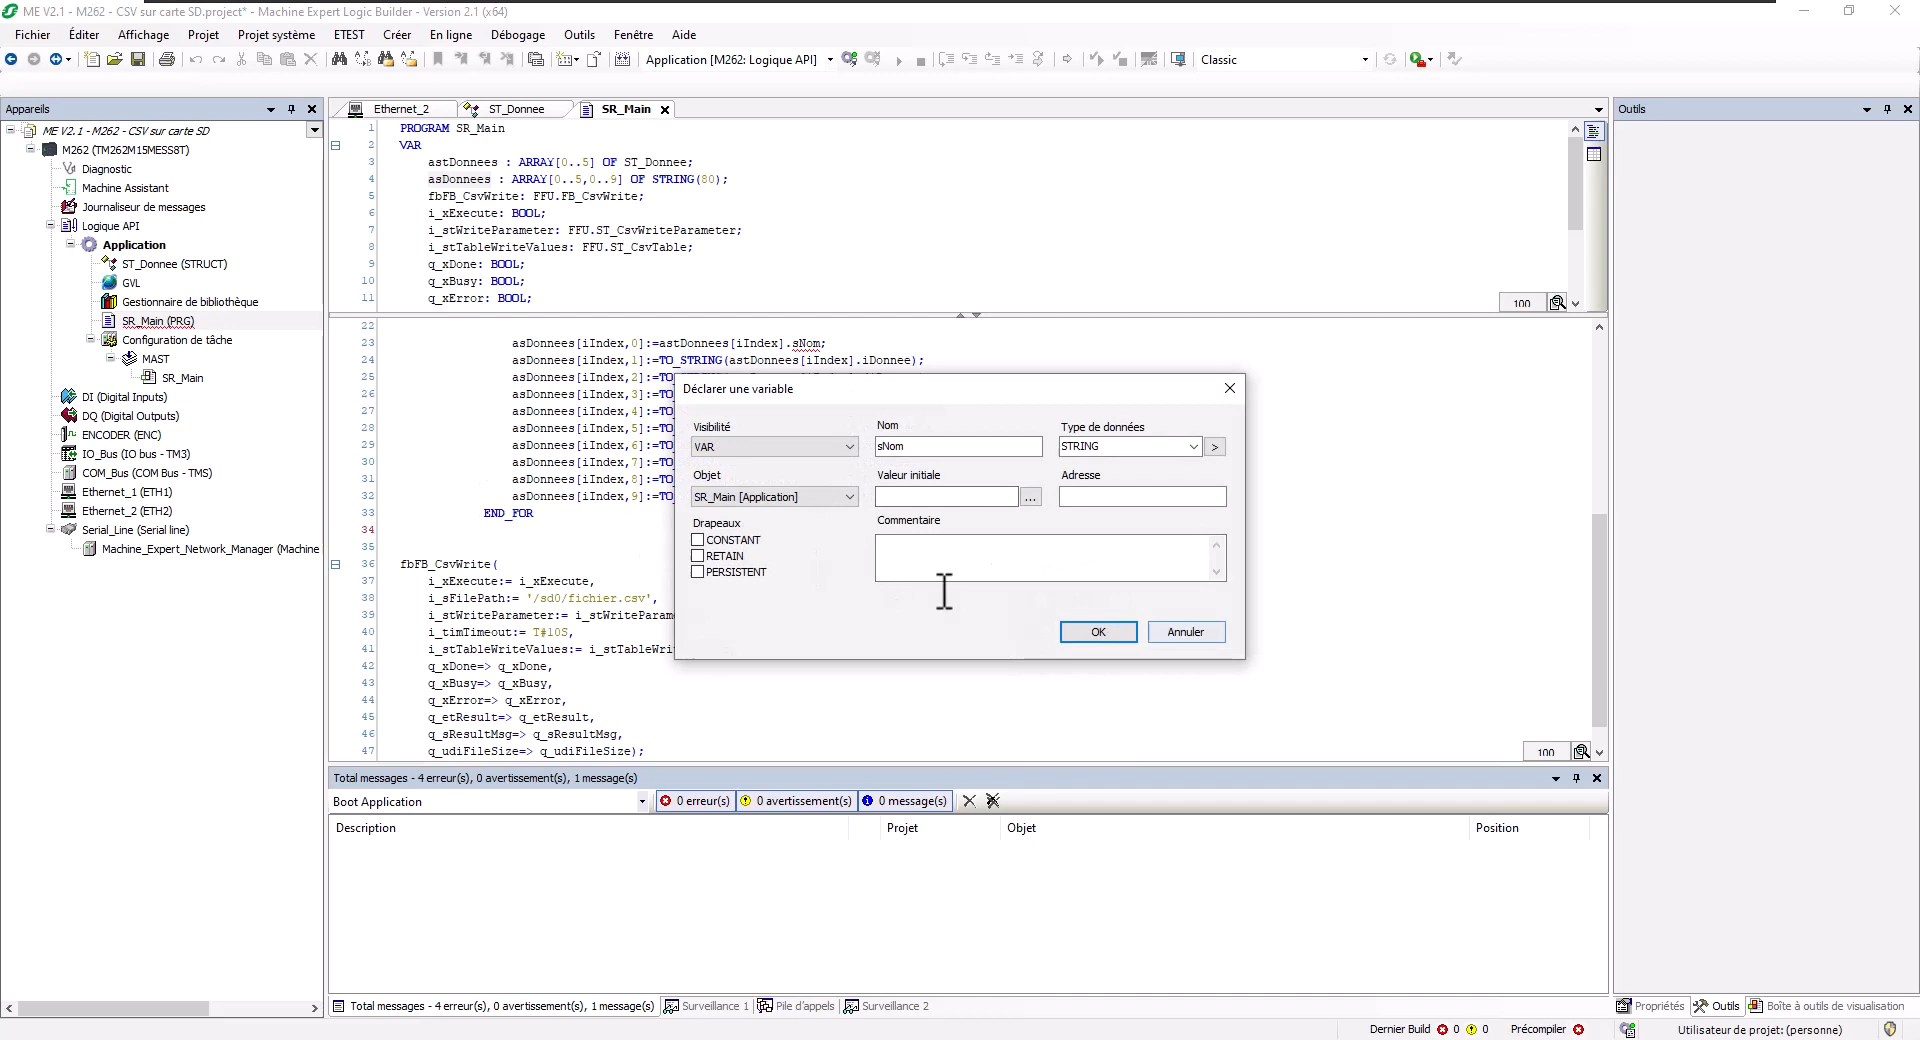 ME V2.1 - M262 - CSV sur carte SD.project* - Machine Expert Logic Builder - Version 2.1 (x64)
Fichier Éditer Affichage Projet Projet système ETEST Créer En ligne Débogage Outils Fenêtre Aide
Application [M262: Logique API] Classic
Appareils
ME V2.1 - M262 - CSV sur carte SD
M262 (TM262M15MESS8T)
Diagnostic
Machine Assistant
Journaliseur de messages
Logique API
Application
ST_Donnee (STRUCT)
GVL
Gestionnaire de bibliothèque
SR_Main (PRG)
Configuration de tâche
MAST
SR_Main
DI (Digital Inputs)
DQ (Digital Outputs)
ENCODER (ENC)
IO_Bus (IO bus - TM3)
COM_Bus (COM Bus - TMS)
Ethernet_1 (ETH1)
Ethernet_2 (ETH2)
Serial_Line (Serial line)
Machine_Expert_Network_Manager (Machine
Ethernet_2 ST_Donnee SR_Main
1 PROGRAM SR_Main
2 VAR
3 astDonnees : ARRAY[0..5] OF ST_Donnee;
4 asDonnees : ARRAY[0..5,0..9] OF STRING(80);
5 fbFB_CsvWrite: FFU.FB_CsvWrite;
6 i_xExecute: BOOL;
7 i_stWriteParameter: FFU.ST_CsvWriteParameter;
8 i_stTableWriteValues: FFU.ST_CsvTable;
9 q_xDone: BOOL;
10 q_xBusy: BOOL;
11 q_xError: BOOL;
100
22
23 asDonnees[iIndex,0]:=astDonnees[iIndex].sNom;
24 asDonnees[iIndex,1]:=TO_STRING(astDonnees[iIndex].iDonnee);
25 asDonnees[iIndex,2]:=TO_
26 asDonnees[iIndex,3]:=TO
27 asDonnees[iIndex,4]:=TO
28 asDonnees[iIndex,5]:=TO
29 asDonnees[iIndex,6]:=TO
30 asDonnees[iIndex,7]:=TO
31 asDonnees[iIndex,8]:=TO
32 asDonnees[iIndex,9]:=TO
33 END_FOR
34
35
36 fbFB_CsvWrite(
37 i_xExecute:= i_xExecute,
38 i_sFilePath:= '/sd0/fichier.csv',
39 i_stWriteParameter:= i_stWriteParam
40 i_timTimeout:= T#10S,
41 i_stTableWriteValues:= i_stTableWri
42 q_xDone=> q_xDone,
43 q_xBusy=> q_xBusy,
44 q_xError=> q_xError,
45 q_etResult=> q_etResult,
46 q_sResultMsg=> q_sResultMsg,
47 q_udiFileSize=> q_udiFileSize);
100
Déclarer une variable
Visibilité Nom Type de données
VAR sNom STRING >
Objet Valeur initiale Adresse
SR_Main [Application] ...
Drapeaux Commentaire
CONSTANT
RETAIN
PERSISTENT
OK Annuler
Total messages - 4 erreur(s), 0 avertissement(s), 1 message(s)
Boot Application 0 erreur(s) 0 avertissement(s) 0 message(s)
Description Projet Objet Position
Total messages - 4 erreur(s), 0 avertissement(s), 1 message(s) Surveillance 1 Pile d'appels Surveillance 2
Outils
Propriétés Outils Boîte à outils de visualisation
Dernier Build 0 0 Précompiler Utilisateur de projet: (personne)